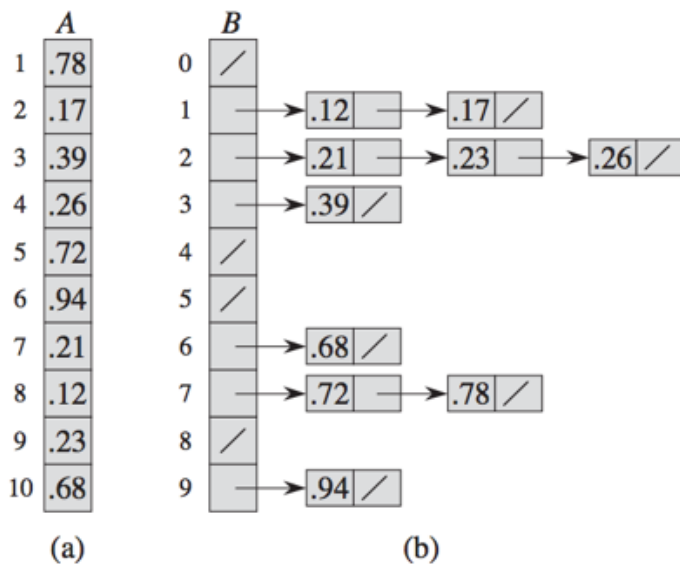 A B
1 .78 0
2 .17 1 .12 .17
3 .39 2 .21 .23 .26
4 .26 3 .39
5 .72 4
6 .94 5
7 .21 6 .68
8 .12 7 .72 .78
9 .23 8
10 .68 9 .94
(a) (b)